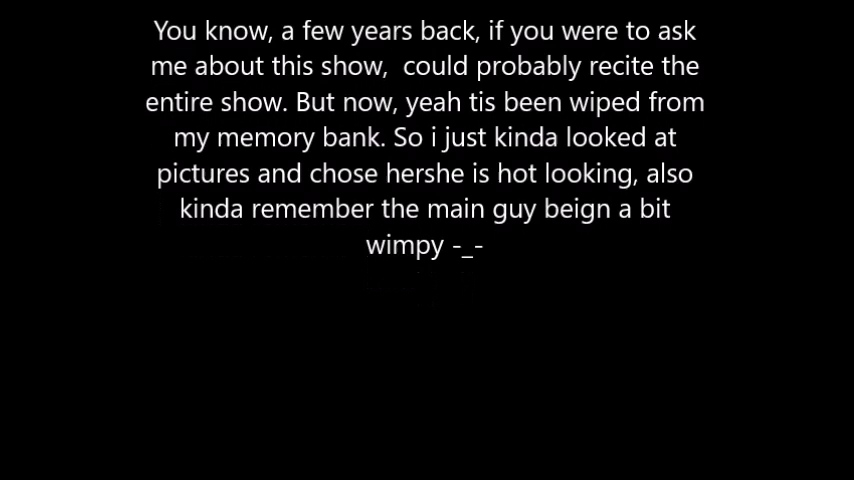 You know, a few years back, if you were to ask
me about this show,  could probably recite the
entire show. But now, yeah tis been wiped from
my memory bank. So i just kinda looked at
pictures and chose hershe is hot looking, also
kinda remember the main guy beign a bit
wimpy -_-